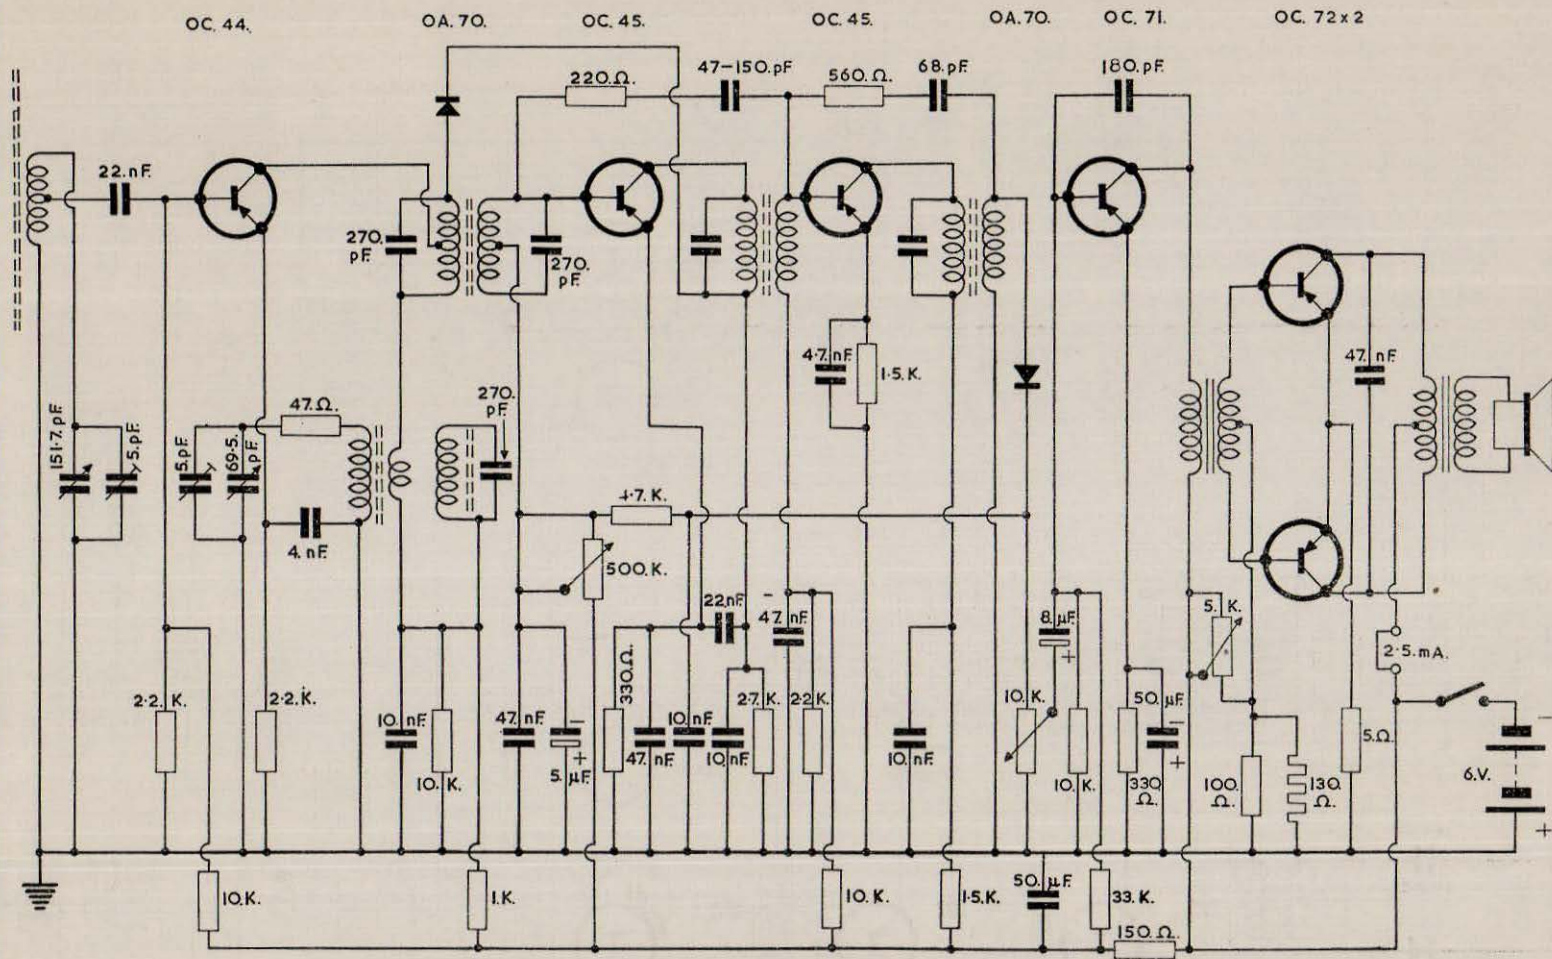 OC. 44.
OA. 70.
OC. 45.
OC. 45.
OA. 70.
OC. 71.
OC. 72 x 2
220. Ω.
47-150. pF
560. Ω.
68. pF.
180. pF.
22. nF.
270.
pF.
270.
pF.
47. nF.
4·7. nF.
1·5. K.
151·7. pF.
5. pF.
5. pF.
69·5.
pF.
47. Ω.
270.
pF.
4. nF.
4·7. K.
500. K.
22. nF.
-
47. nF.
8. μF.
+
5. K.
2·5. mA.
2·2. K.
2·2. K.
10. nF.
10. K.
47. nF.
-
+
5. μF.
330. Ω.
47. nF.
10. nF.
10. nF.
2·7. K.
2·2 K.
10. nF.
10. K.
10. K.
330
Ω.
50. μF.
-
+
100.
Ω.
130.
Ω.
5. Ω.
6. V.
-
+
10. K.
1. K.
10. K.
1·5. K.
50. μF.
33. K.
150. Ω.